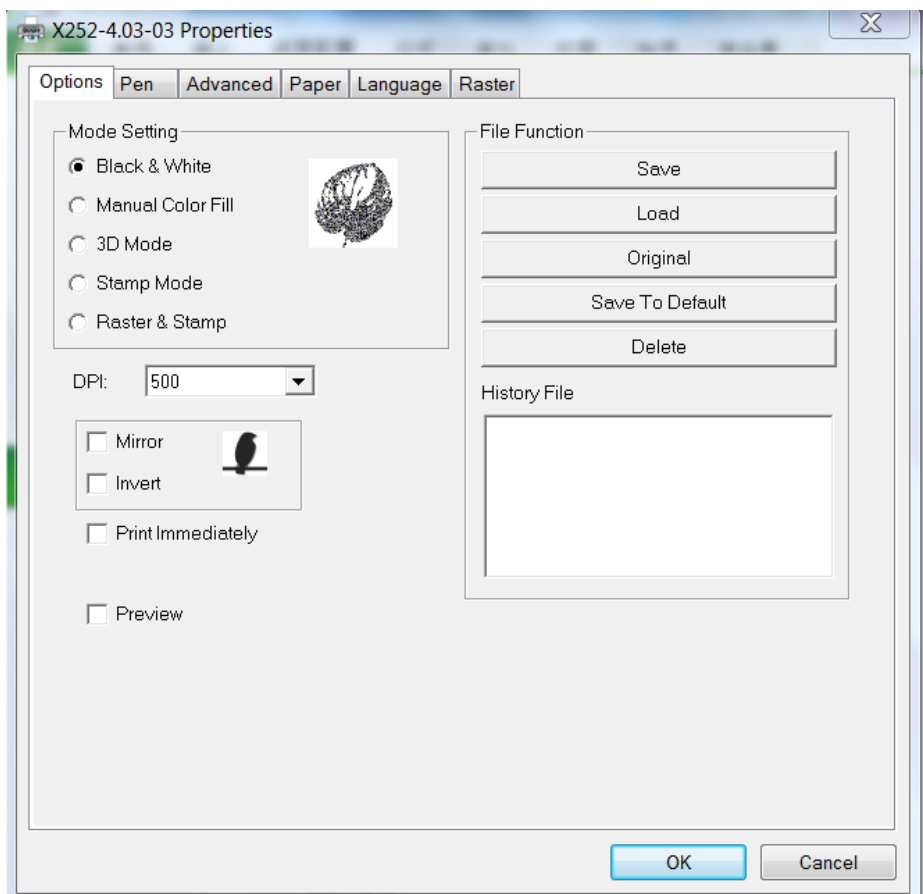 X252-4.03-03 Properties
X
Options Pen Advanced Paper Language Raster
Mode Setting
Black & White
Manual Color Fill
3D Mode
Stamp Mode
Raster & Stamp
DPI: 500
Mirror
Invert
Print Immediately
Preview
File Function
Save
Load
Original
Save To Default
Delete
History File
OK Cancel